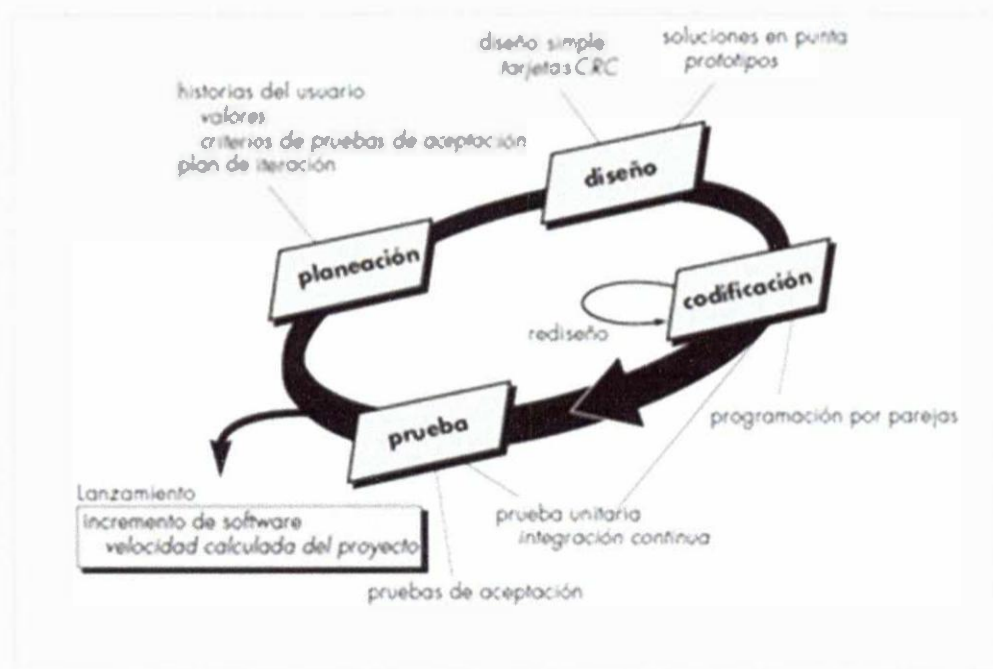 diseño simple
tarjetas CRC
soluciones en punta
prototipos
historias del usuario
valores
criterios de pruebas de aceptación
plan de iteración
diseño
planeación
codificación
rediseño
programación por parejas
prueba
Lanzamiento
incremento de software
velocidad calculada del proyecto
prueba unitaria
integración continua
pruebas de aceptación